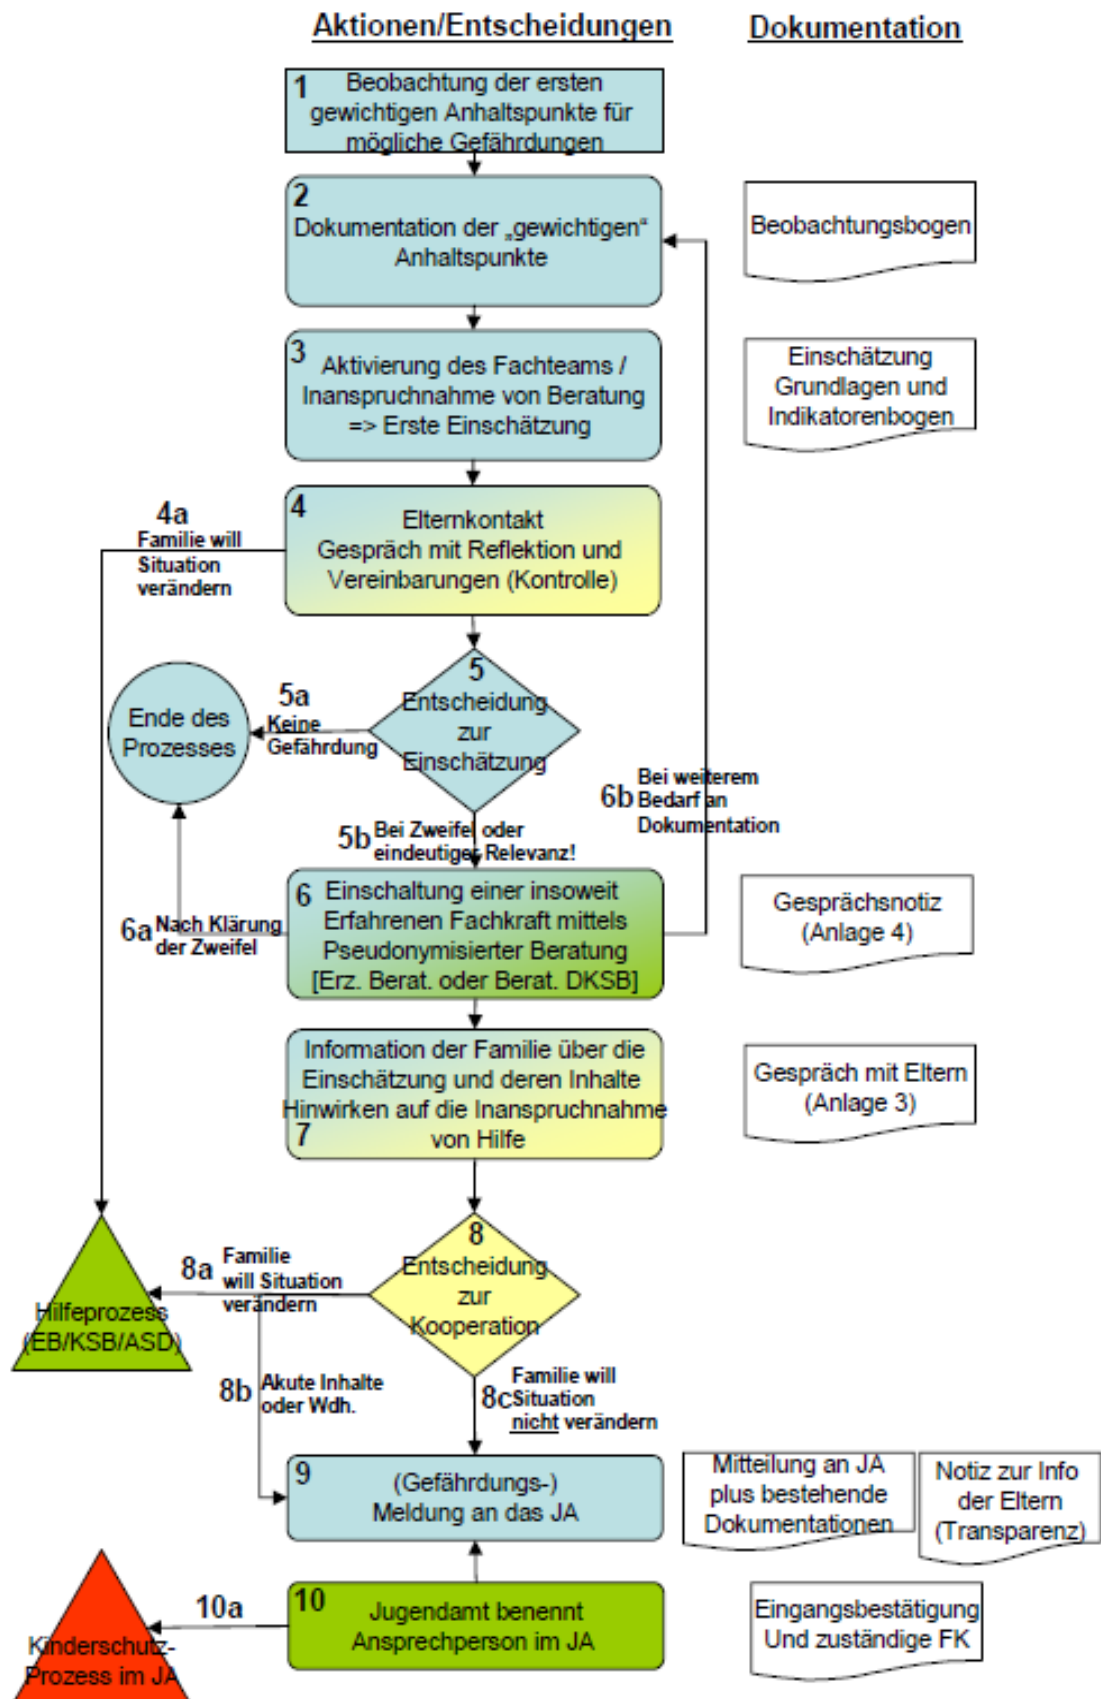 Aktionen/Entscheidungen
Dokumentation
1
Beobachtung der ersten
gewichtigen Anhaltspunkte für
mögliche Gefährdungen
2
Dokumentation der „gewichtigen“
Anhaltspunkte
Beobachtungsbogen
3
Aktivierung des Fachteams /
Inanspruchnahme von Beratung
=> Erste Einschätzung
Einschätzung
Grundlagen und
Indikatorenbogen
4a
Familie will
Situation
verändern
4
Elternkontakt
Gespräch mit Reflektion und
Vereinbarungen (Kontrolle)
5
Entscheidung
zur
Einschätzung
5a
Keine
Gefährdung
Ende des
Prozesses
5b
Bei Zweifel oder
eindeutiger Relevanz!
6b
Bei weiterem
Bedarf an
Dokumentation
6a
Nach Klärung
der Zweifel
6
Einschaltung einer insoweit
Erfahrenen Fachkraft mittels
Pseudonymisierter Beratung
[Erz. Berat. oder Berat. DKSB]
Gesprächsnotiz
(Anlage 4)
Information der Familie über die
Einschätzung und deren Inhalte
Hinwirken auf die Inanspruchnahme
von Hilfe
7
Gespräch mit Eltern
(Anlage 3)
8
Entscheidung
zur
Kooperation
8a
Familie
will Situation
verändern
Hilfeprozess
(EB/KSB/ASD)
8b
Akute Inhalte
oder Wdh.
8c
Familie will
Situation
nicht verändern
9
(Gefährdungs-)
Meldung an das JA
Mitteilung an JA
plus bestehende
Dokumentationen
Notiz zur Info
der Eltern
(Transparenz)
10a
10
Jugendamt benennt
Ansprechperson im JA
Eingangsbestätigung
Und zuständige FK
Kinderschutz-
Prozess im JA